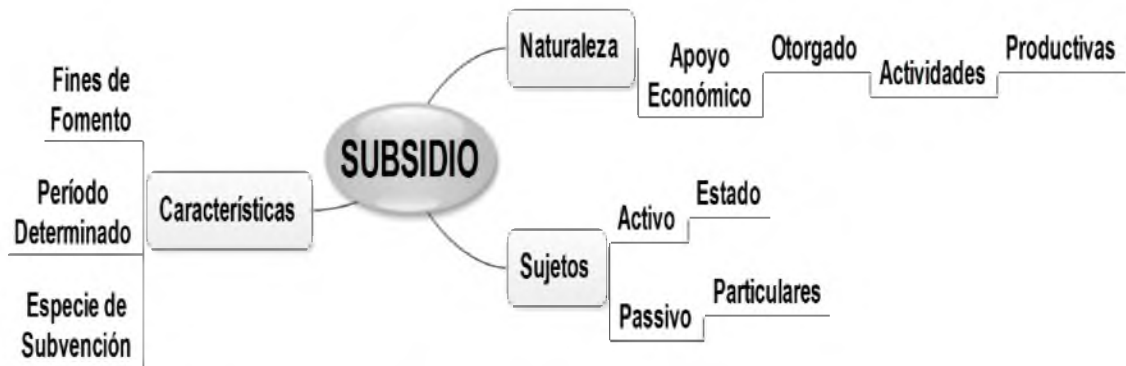 SUBSIDIO
Naturaleza
Apoyo
Económico
Otorgado
Actividades
Productivas
Sujetos
Activo
Estado
Passivo
Particulares
Características
Fines de
Fomento
Período
Determinado
Especie de
Subvención